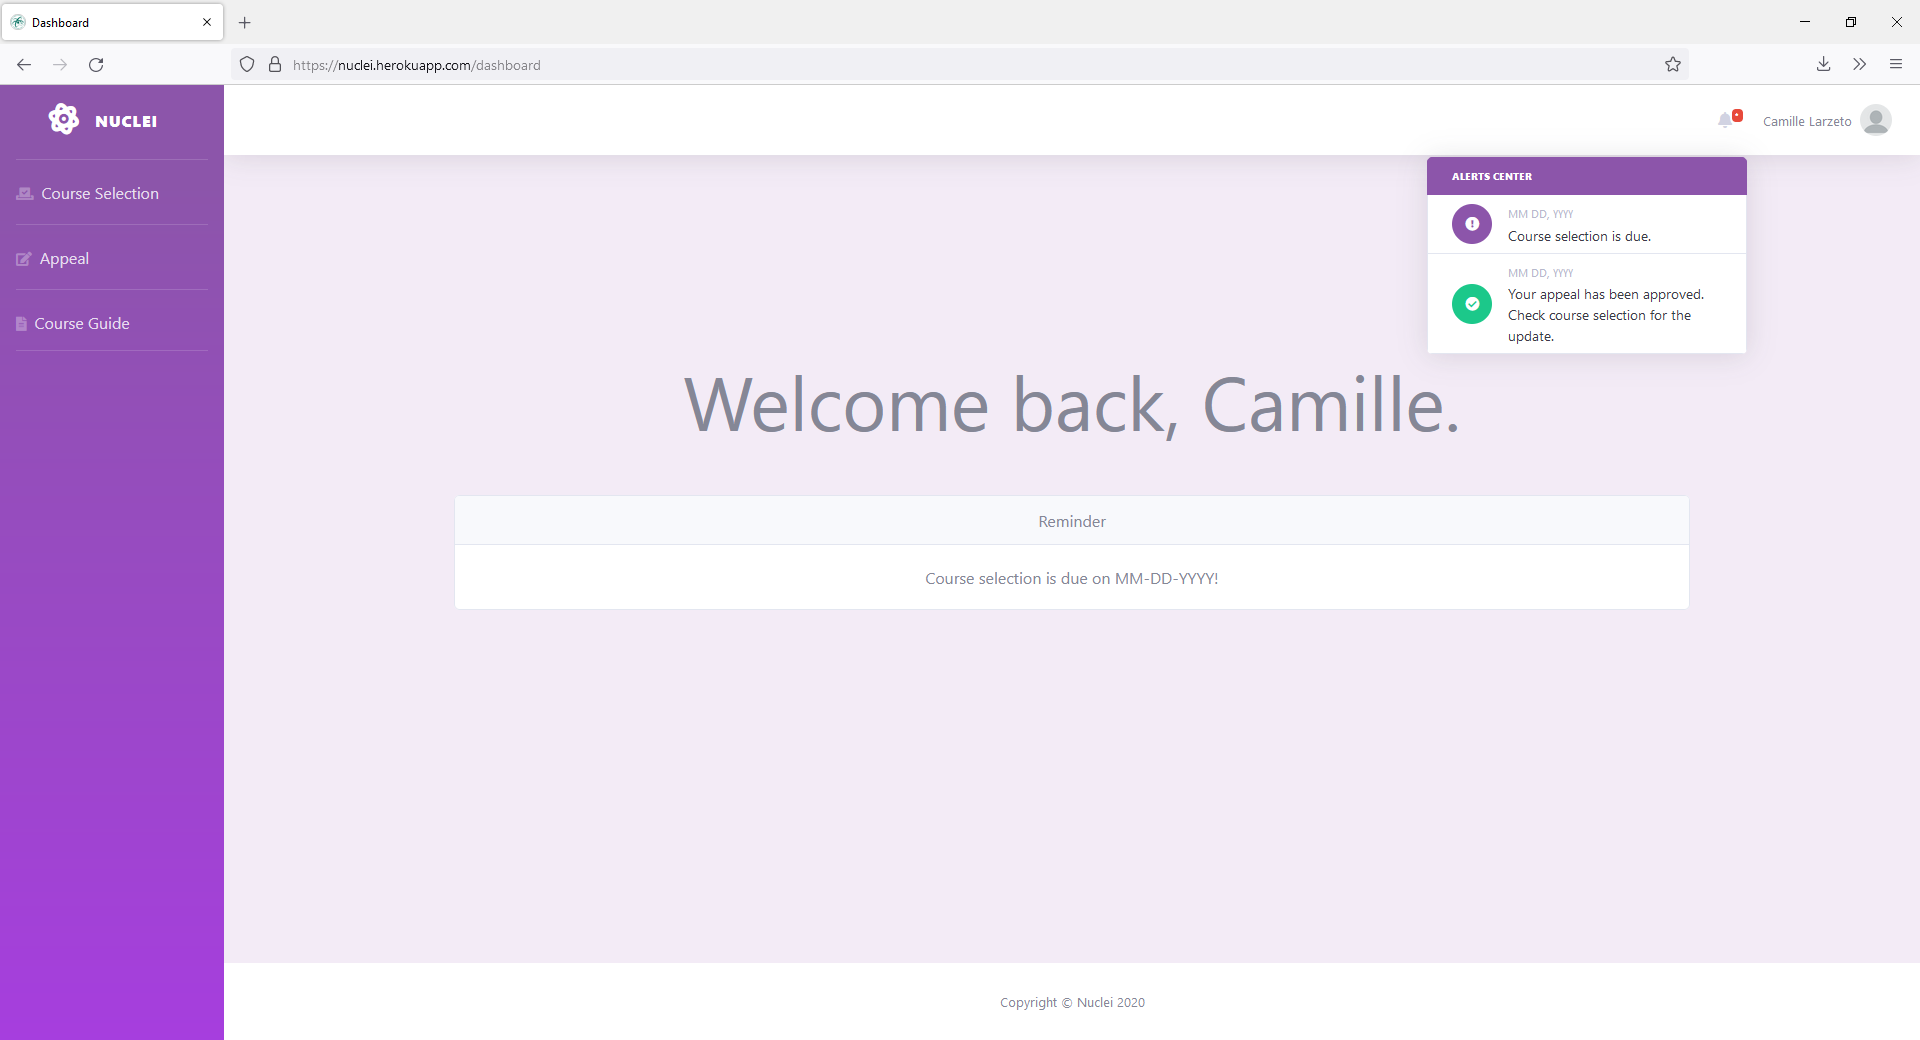 Dashboard
https://nuclei.herokuapp.com/dashboard
NUCLEI
Camille Larzeto
Course Selection
Appeal
Course Guide
ALERTS CENTER
MM DD, YYYY
Course selection is due.
MM DD, YYYY
Your appeal has been approved.
Check course selection for the
update.
Welcome back, Camille.
Reminder
Course selection is due on MM-DD-YYYY!
Copyright © Nuclei 2020